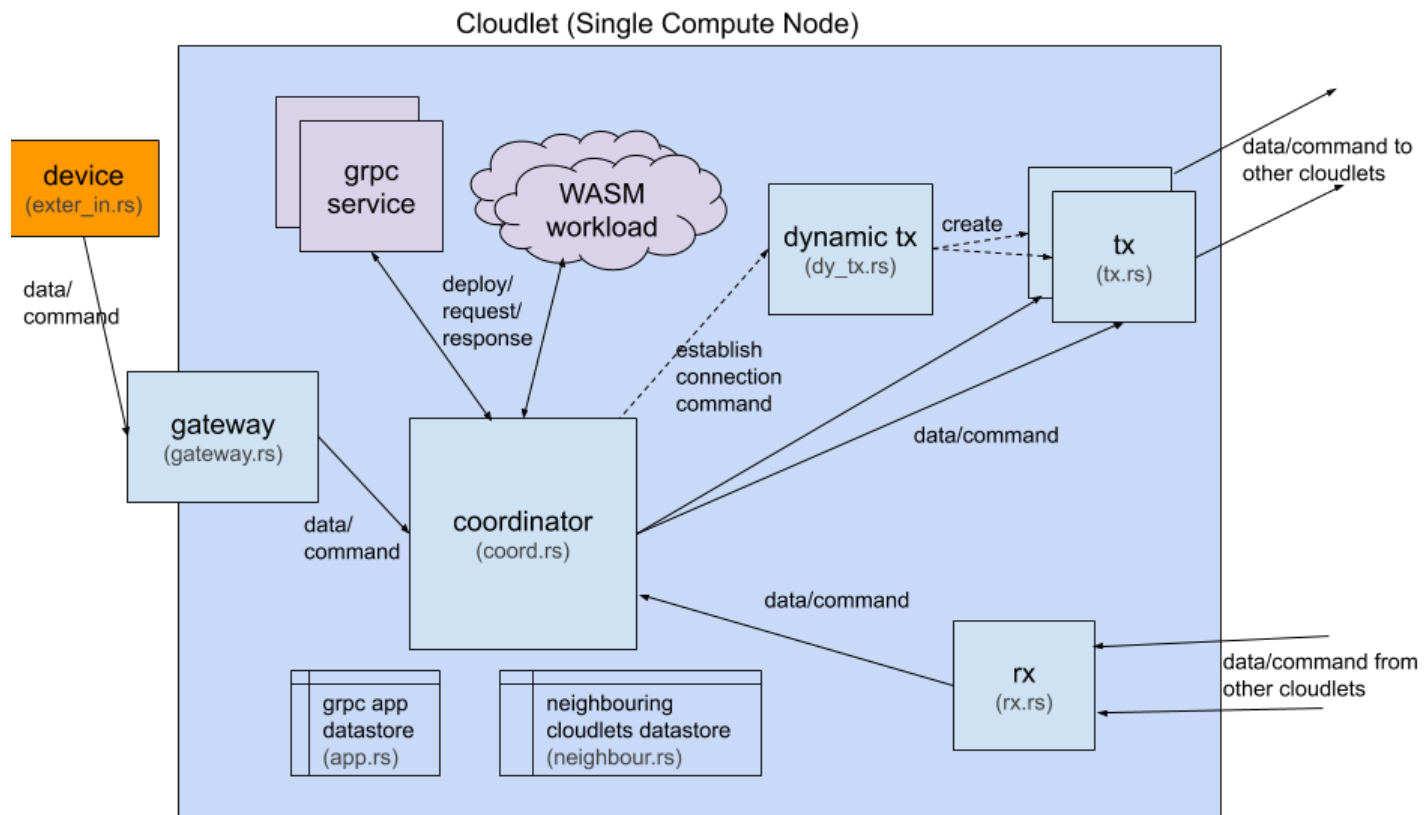 Cloudlet (Single Compute Node)
device
(exter_in.rs)
data/
command
gateway
(gateway.rs)
data/
command
grpc
service
WASM
workload
deploy/
request/
response
coordinator
(coord.rs)
establish
connection
command
dynamic tx
(dy_tx.rs)
create
tx
(tx.rs)
data/command to
other cloudlets
data/command
data/command
rx
(rx.rs)
data/command from
other cloudlets
grpc app
datastore
(app.rs)
neighbouring
cloudlets datastore
(neighbour.rs)